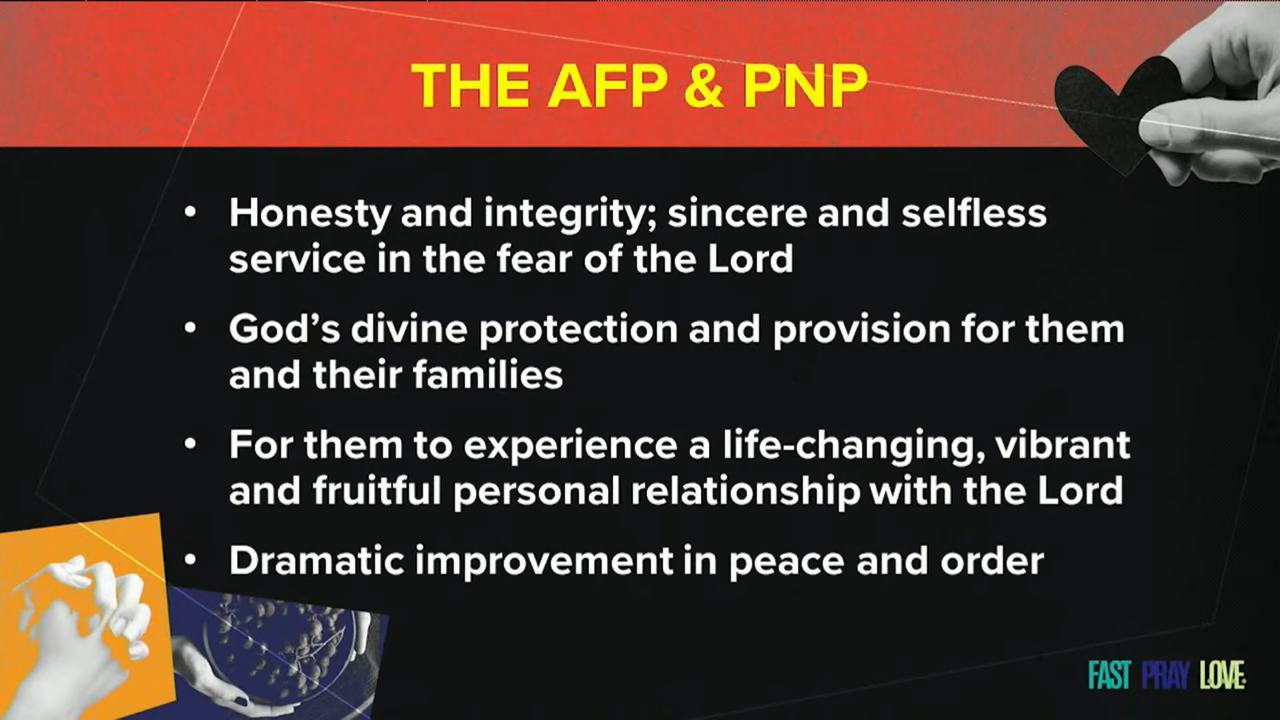 THE AFP & PNP
• Honesty and integrity; sincere and selfless
service in the fear of the Lord
• God’s divine protection and provision for them
and their families
• For them to experience a life-changing, vibrant
and fruitful personal relationship with the Lord
• Dramatic improvement in peace and order
FAST PRAY LOVE